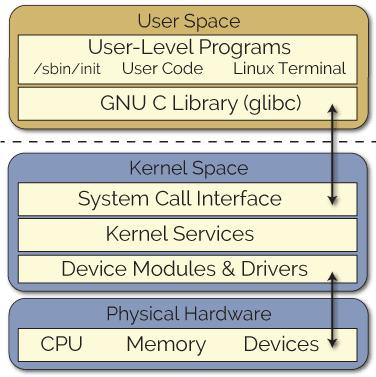 User Space
User-Level Programs
/sbin/init User Code Linux Terminal
GNU C Library (glibc)
Kernel Space
System Call Interface
Kernel Services
Device Modules & Drivers
Physical Hardware
CPU Memory Devices